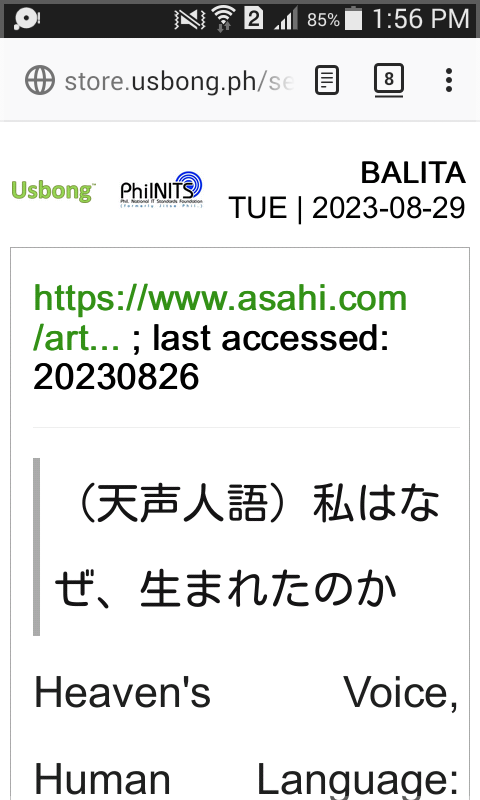 2
85%
1:56 PM
store.usbong.ph/se
8
Usbong
PhilNITS
Phil. National IT Standards Foundation
(formerly Jitse Phil.)
BALITA
TUE | 2023-08-29
https://www.asahi.com
/art... ; last accessed:
20230826
（天声人語）私はな
ぜ、生まれたのか
Heaven's Voice,
Human Language: